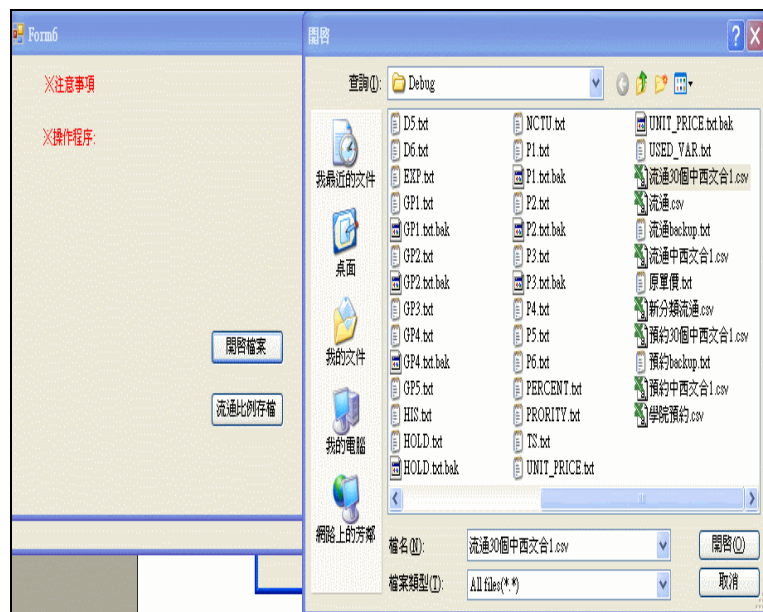 Form6
※注意事項
※操作程序:
開啓檔案
流通比例存檔
開啓
查詢(I):
Debug
我最近的文件
桌面
我的文件
我的電腦
網路上的芳鄰
D5.txt
D6.txt
EXP.txt
GP1.txt
GP1.txt.bak
GP2.txt
GP2.txt.bak
GP3.txt
GP4.txt
GP4.txt.bak
GP5.txt
HIS.txt
HOLD.txt
HOLD.txt.bak
NCTU.txt
P1.txt
P1.txt.bak
P2.txt
P2.txt.bak
P3.txt
P3.txt.bak
P4.txt
P5.txt
P6.txt
PERCENT.txt
PRORITY.txt
TS.txt
UNIT_PRICE.txt
UNIT_PRICE.txt.bak
USED_VAR.txt
流通30個中西文合1.csv
流通.csv
流通backup.txt
流通中西文合1.csv
原單價.txt
新分類流通.csv
預約30個中西文合1.csv
預約backup.txt
預約中西文合1.csv
學院預約.csv
檔名(N):
流通30個中西文合1.csv
開啓(O)
檔案類型(T):
All files(*.*)
取消